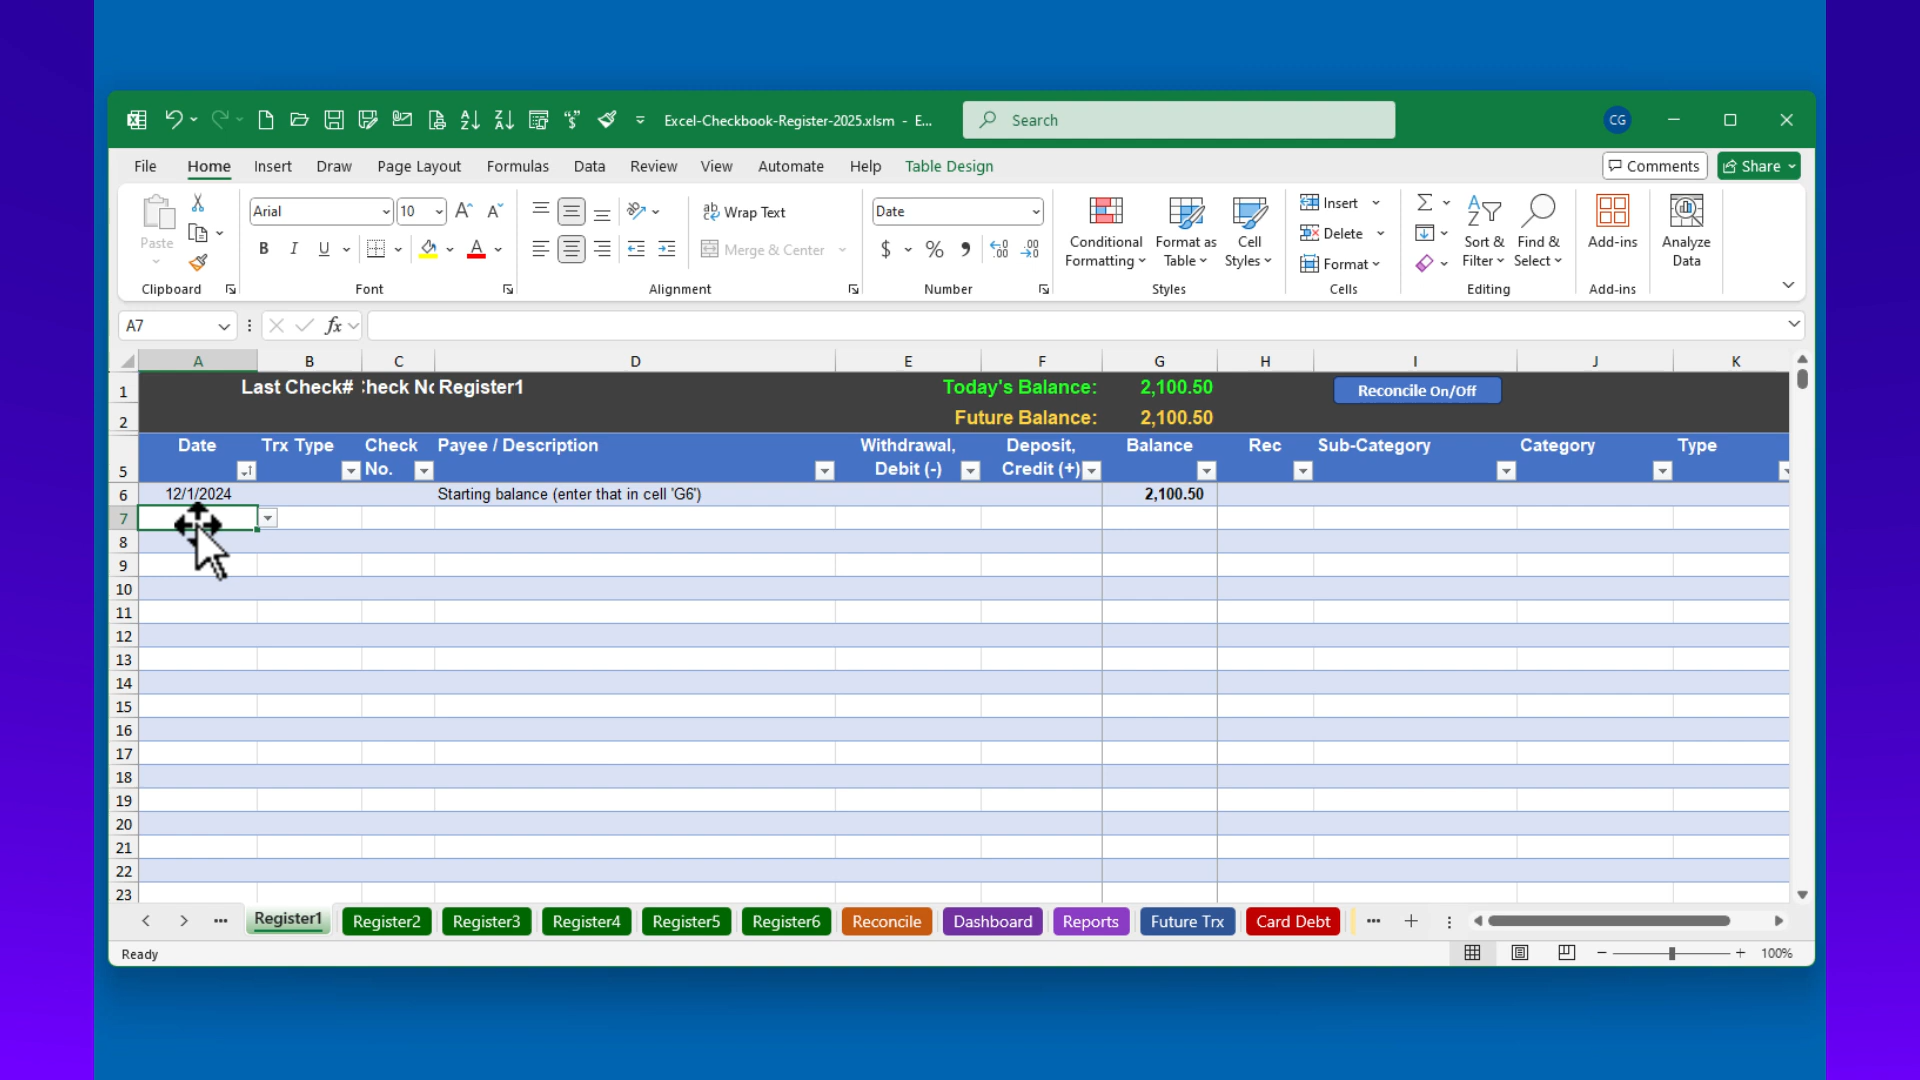 Excel-Checkbook-Register-2025.xlsm - E...
Search
CG
File Home Insert Draw Page Layout Formulas Data Review View Automate Help Table Design
Comments Share
Paste
Clipboard
Arial 10
B I U A
Font
Wrap Text
Merge & Center
Alignment
Date
$ % 9 .00
Number
Conditional Formatting
Format as Table
Cell Styles
Styles
Insert
Delete
Format
Cells
Sort & Filter
Find & Select
Editing
Add-ins
Add-ins
Analyze Data
A7 fx
A B C D E F G H I J K
1 Last Check# :heck No Register1 Today's Balance: 2,100.50 Reconcile On/Off
2 Future Balance: 2,100.50
Date Trx Type Check Payee / Description Withdrawal, Deposit, Balance Rec Sub-Category Category Type
5 No. Debit (-) Credit (+)
6 12/1/2024 Starting balance (enter that in cell 'G6') 2,100.50
7
8
9
10
11
12
13
14
15
16
17
18
19
20
21
22
23
Register1 Register2 Register3 Register4 Register5 Register6 Reconcile Dashboard Reports Future Trx Card Debt
Ready 100%